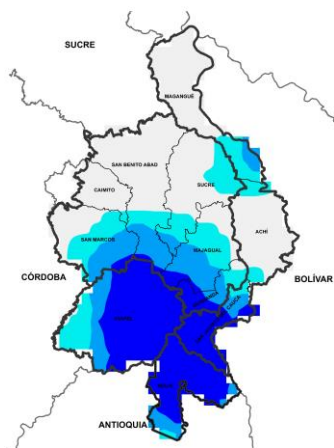 SUCRE
MAGANGUÉ
SAN BENITO ABAD
CAIMITO
SUCRE
SAN MARCOS
MAJAGUAL
ACHÍ
CÓRDOBA
BOLÍVAR
ANTIOQUIA